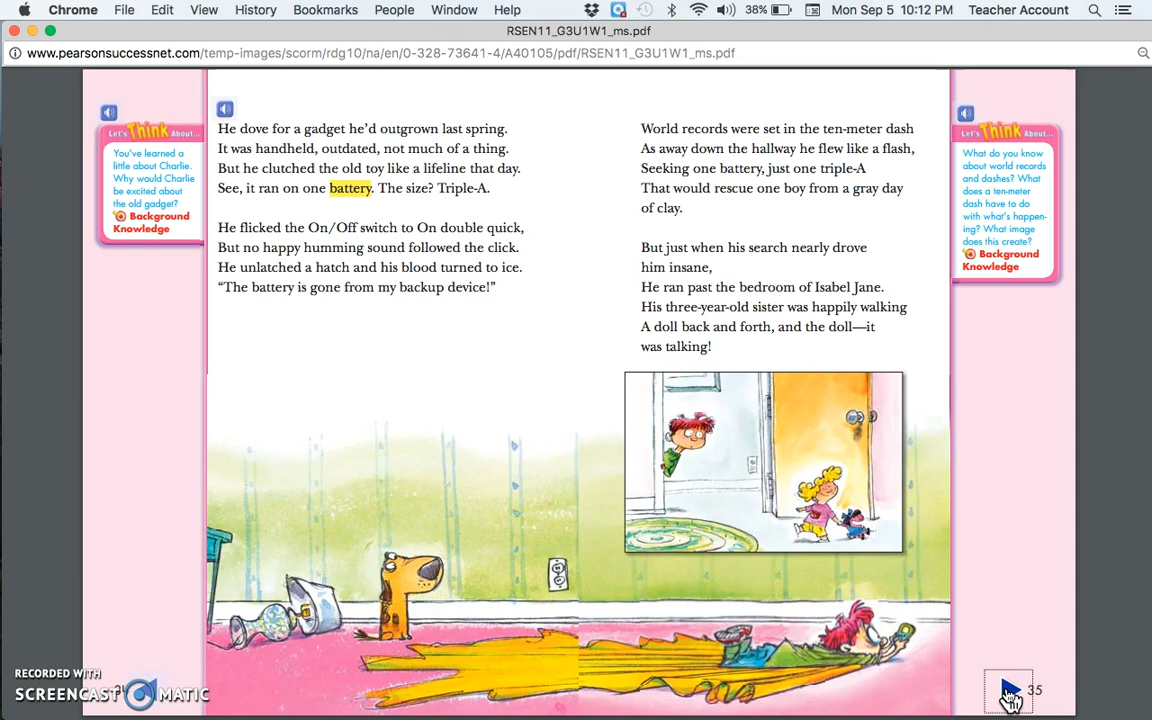 Chrome File Edit View History Bookmarks People Window Help 38% Mon Sep 5 10:12 PM Teacher Account
RSEN11_G3U1W1_ms.pdf
www.pearsonsuccessnet.com/temp-images/scorm/rdg10/na/en/0-328-73641-4/A40105/pdf/RSEN11_G3U1W1_ms.pdf
Let's Think About...
You've learned a
little about Charlie.
Why would Charlie
be excited about
the old gadget?
Background
Knowledge
He dove for a gadget he'd outgrown last spring.
It was handheld, outdated, not much of a thing.
But he clutched the old toy like a lifeline that day.
See, it ran on one battery. The size? Triple-A.
He flicked the On/Off switch to On double quick,
But no happy humming sound followed the click.
He unlatched a hatch and his blood turned to ice.
“The battery is gone from my backup device!”
World records were set in the ten-meter dash
As away down the hallway he flew like a flash,
Seeking one battery, just one triple-A
That would rescue one boy from a gray day
of clay.
But just when his search nearly drove
him insane,
He ran past the bedroom of Isabel Jane.
His three-year-old sister was happily walking
A doll back and forth, and the doll—it
was talking!
Let's Think About...
What do you know
about world records
and dashes? What
does a ten-meter
dash have to do
with what's happen-
ing? What image
does this create?
Background
Knowledge
RECORDED WITH
SCREENCAST MATIC
35